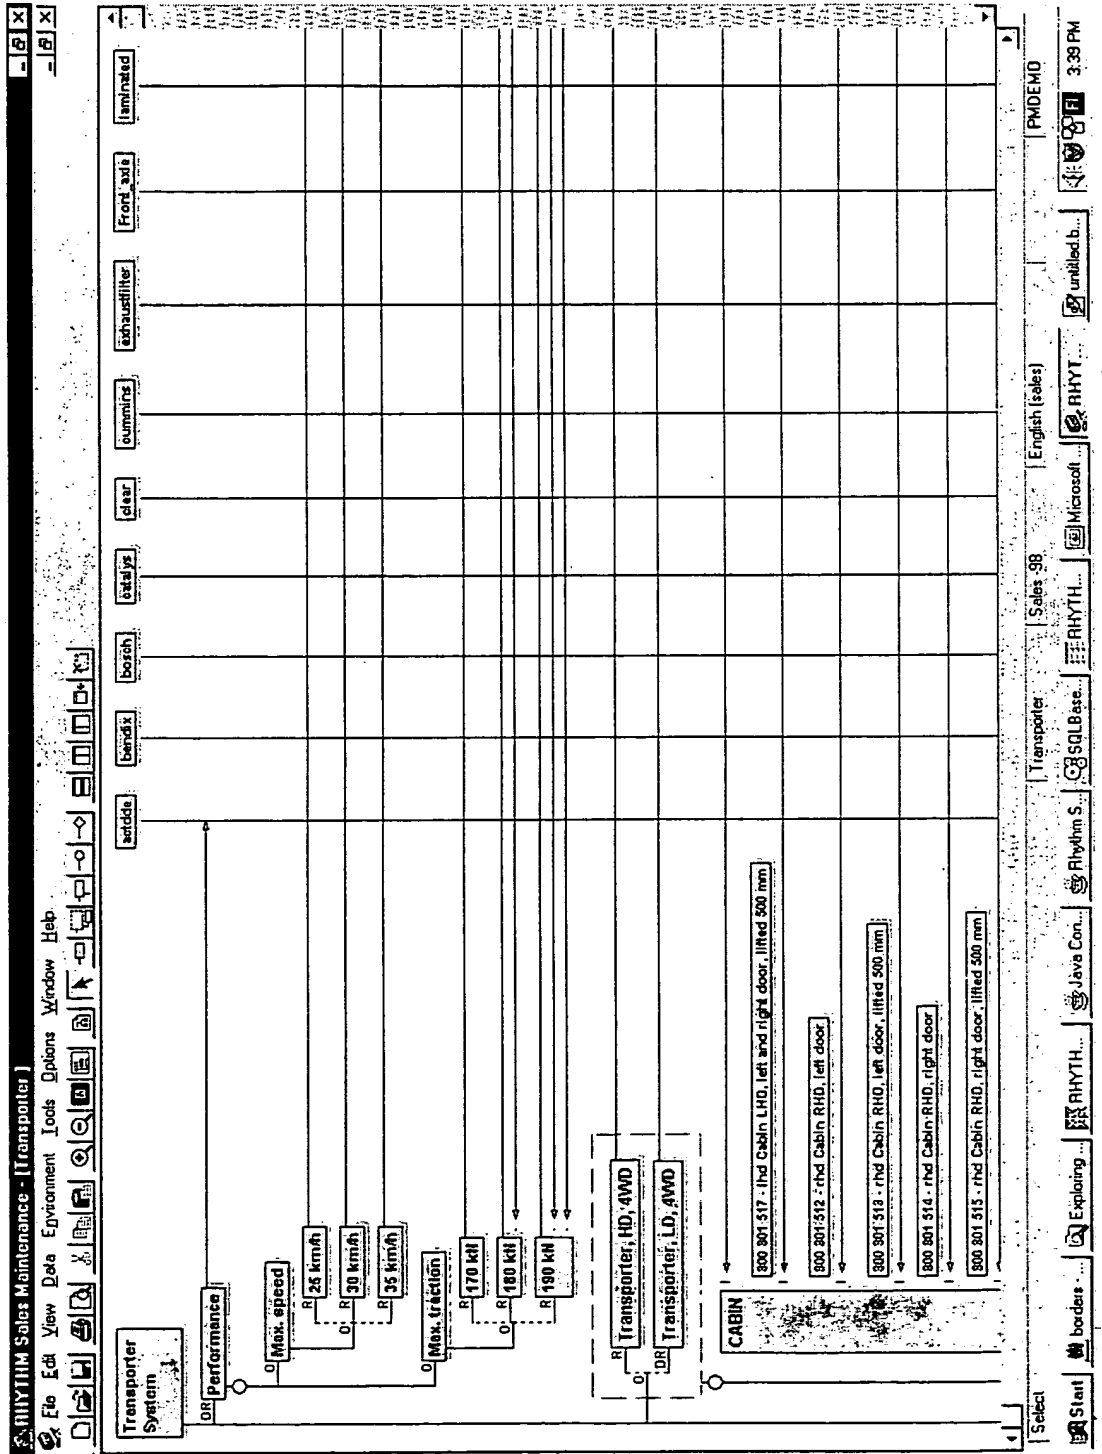 RHYTHM Sales Maintenance - [Transporter]
File Edit View Data Environment Tools Options Window Help
autdde bendix bosch catalys clear cummins exhaustfilter Front_axle laminated
Transporter
System
DR Performance
O Max. speed
R 25 km/h
O R 30 km/h
R 35 km/h
O Max. traction
R 170 kN
O R 180 kN
R 190 kN
R Transporter, HD, 4WD
O
DR Transporter, LD, 4WD
CABIN
800 801 517 - lhd Cabin LHD, left and right door, lifted 500 mm
800 801 512 - rhd Cabin RHD, left door
800 801 513 - rhd Cabin RHD, left door, lifted 500 mm
800 801 514 - rhd Cabin RHD, right door
800 801 515 - rhd Cabin RHD, right door, lifted 500 mm
Select Transporter Sales -98 English (sales) PMDEMO
Start borders - ... Exploring ... RHYTH... Java Con... Rhythm S... SQLBase... RHYTH... Microsoft ... RHYT... untitled.b... FI 3:39 PM